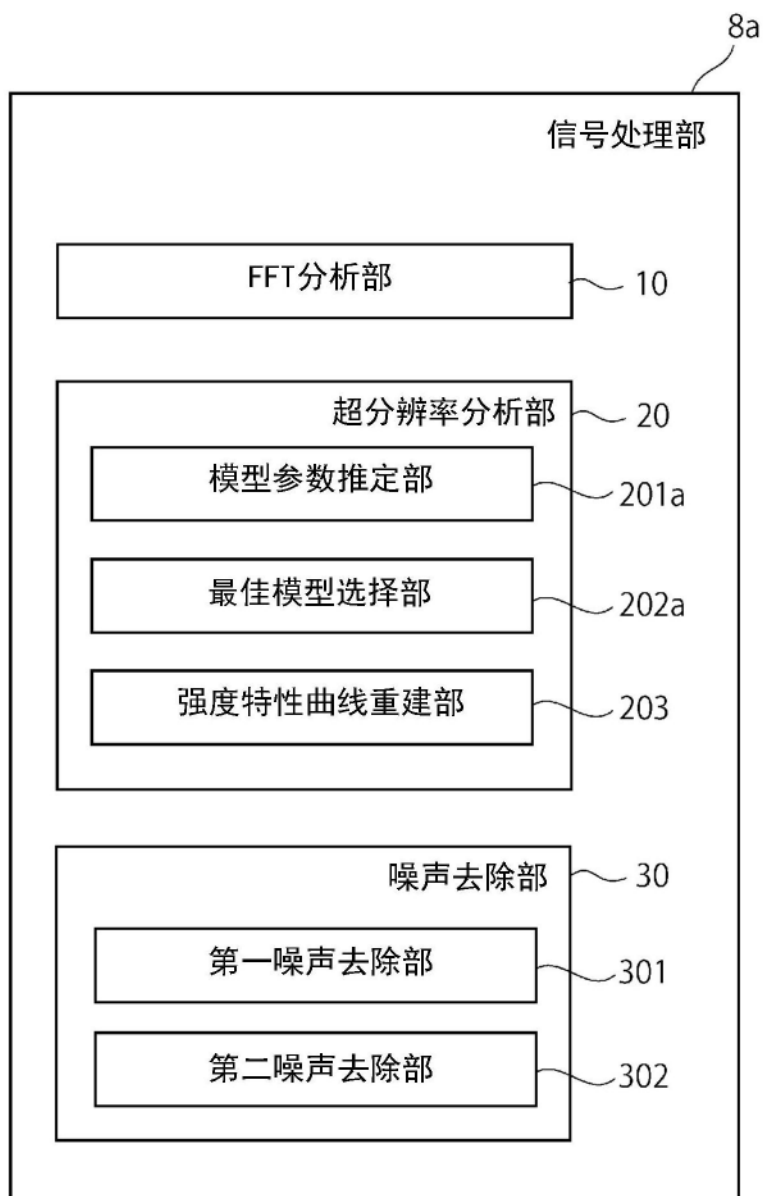 8a
信号处理部
FFT分析部
10
超分辨率分析部
20
模型参数推定部
201a
最佳模型选择部
202a
强度特性曲线重建部
203
噪声去除部
30
第一噪声去除部
301
第二噪声去除部
302